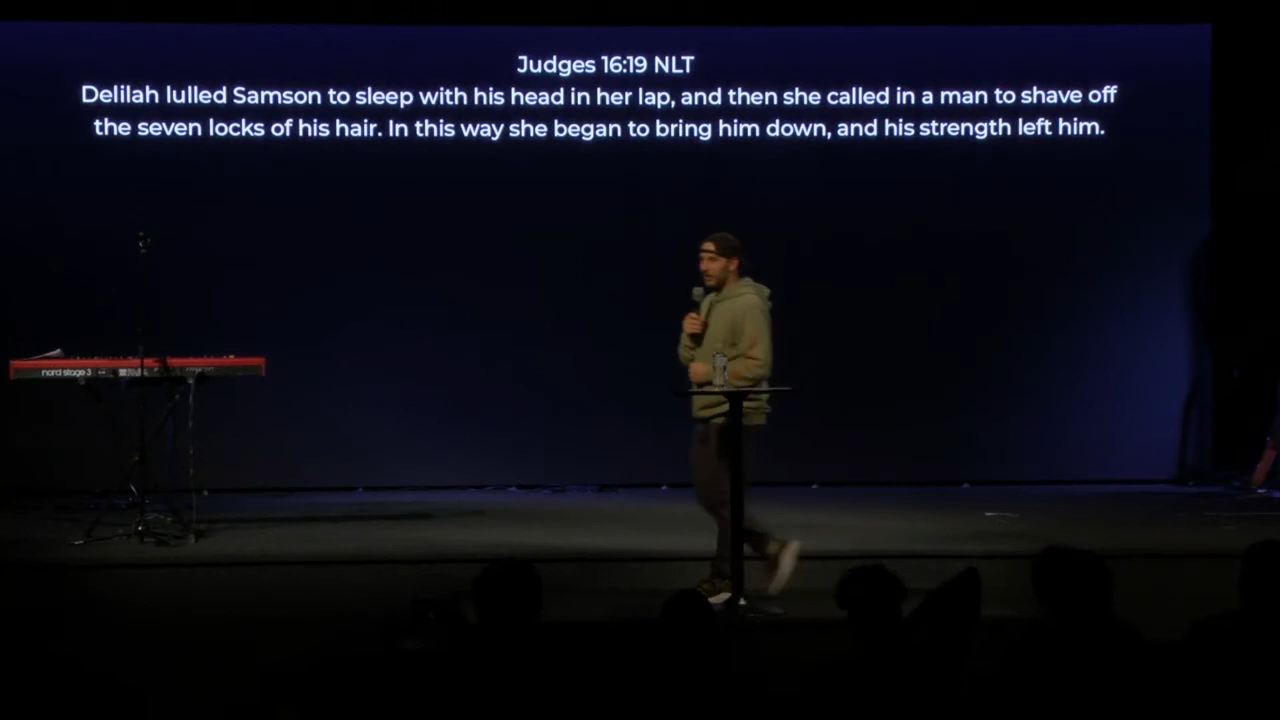 Judges 16:19 NLT
Delilah lulled Samson to sleep with his head in her lap, and then she called in a man to shave off
the seven locks of his hair. In this way she began to bring him down, and his strength left him.
nord stage 3